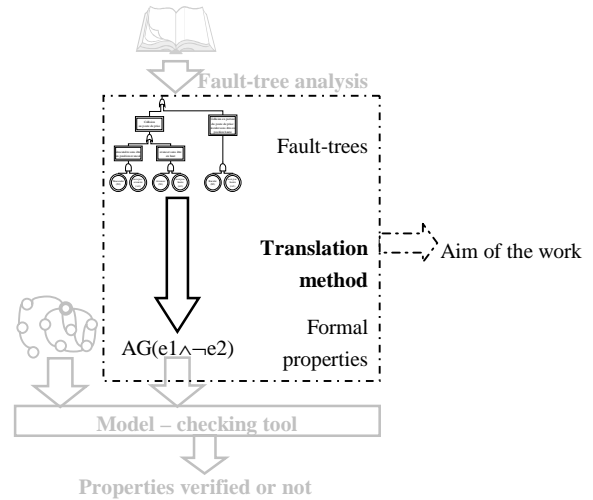 Fault-tree analysis
Fault-trees
Translation
method
Aim of the work
Formal
properties
AG(e1∧¬e2)
Model – checking tool
Properties verified or not